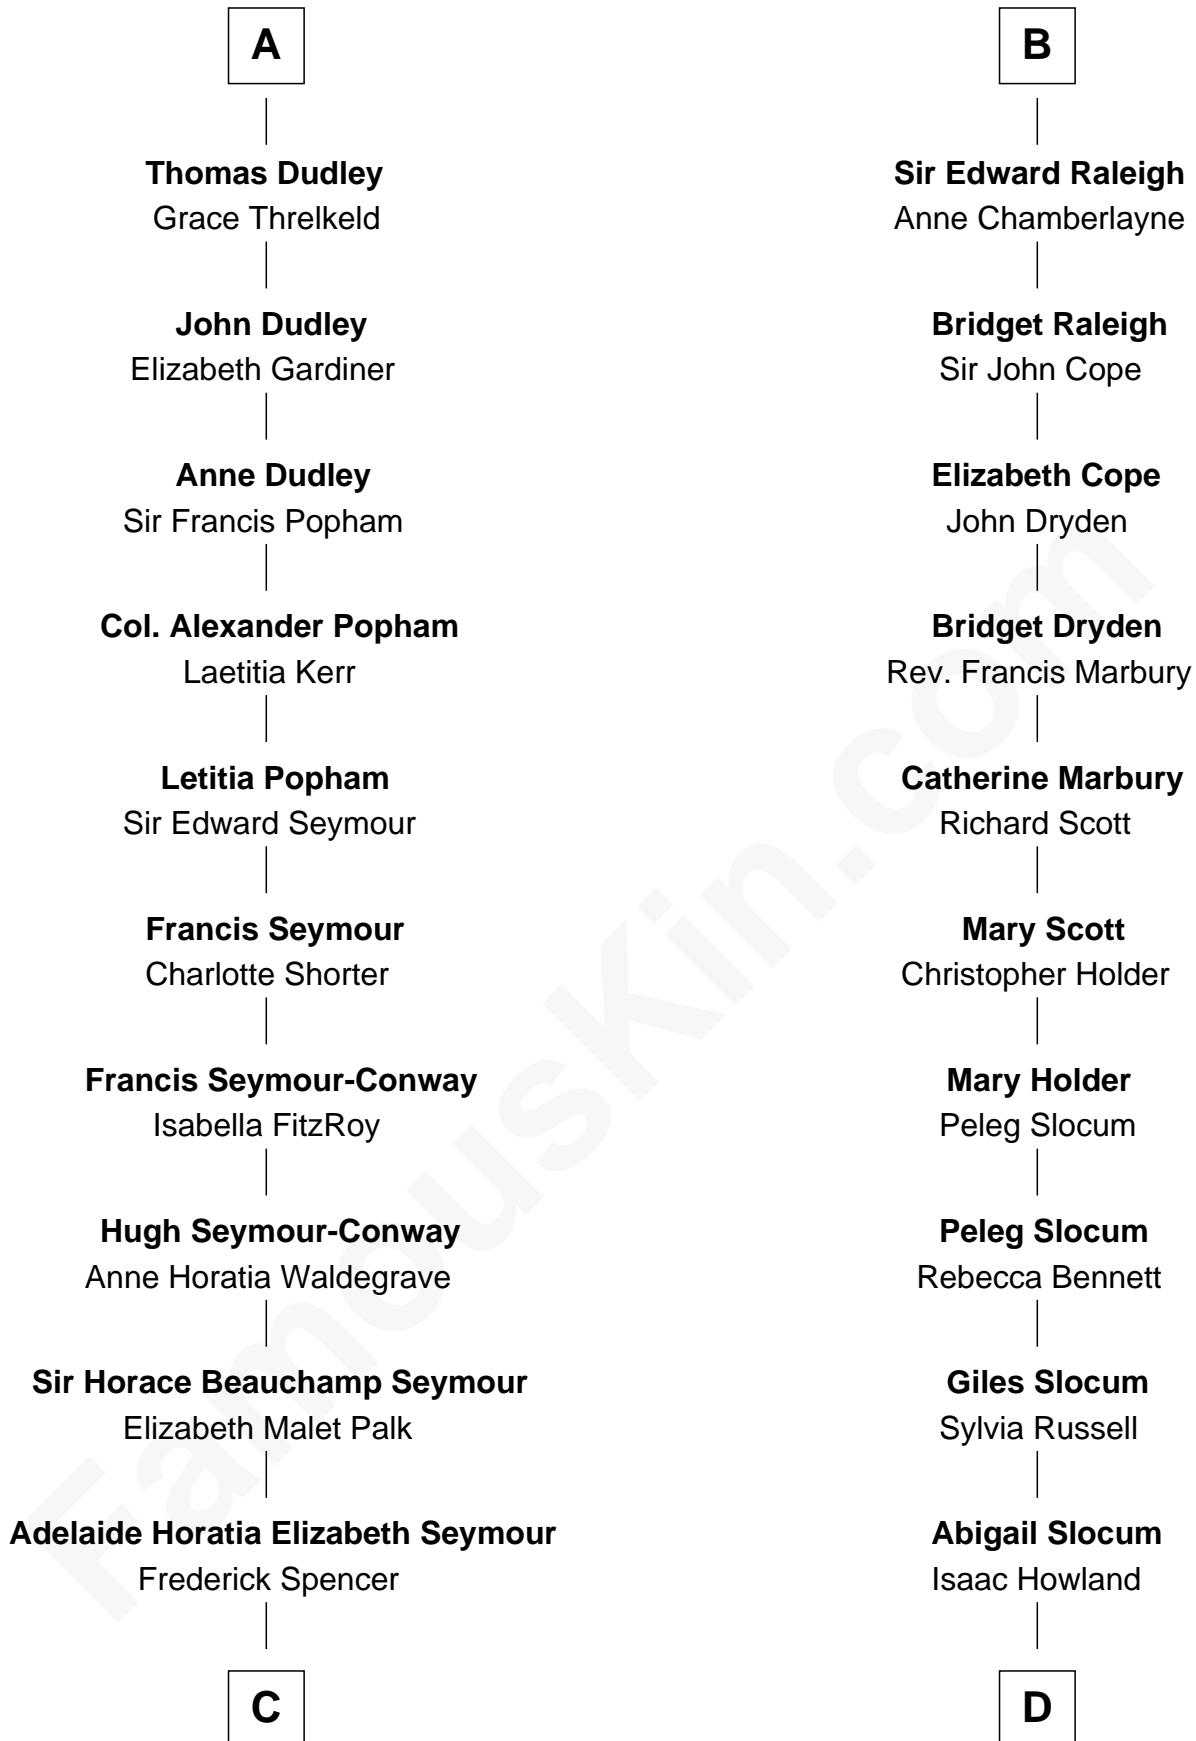 A
Thomas Dudley
Grace Threlkeld
John Dudley
Elizabeth Gardiner
Anne Dudley
Sir Francis Popham
Col. Alexander Popham
Laetitia Kerr
Letitia Popham
Sir Edward Seymour
Francis Seymour
Charlotte Shorter
Francis Seymour-Conway
Isabella FitzRoy
Hugh Seymour-Conway
Anne Horatia Waldegrave
Sir Horace Beauchamp Seymour
Elizabeth Malet Palk
Adelaide Horatia Elizabeth Seymour
Frederick Spencer
C
B
Sir Edward Raleigh
Anne Chamberlayne
Bridget Raleigh
Sir John Cope
Elizabeth Cope
John Dryden
Bridget Dryden
Rev. Francis Marbury
Catherine Marbury
Richard Scott
Mary Scott
Christopher Holder
Mary Holder
Peleg Slocum
Peleg Slocum
Rebecca Bennett
Giles Slocum
Sylvia Russell
Abigail Slocum
Isaac Howland
D
FamousKin.com